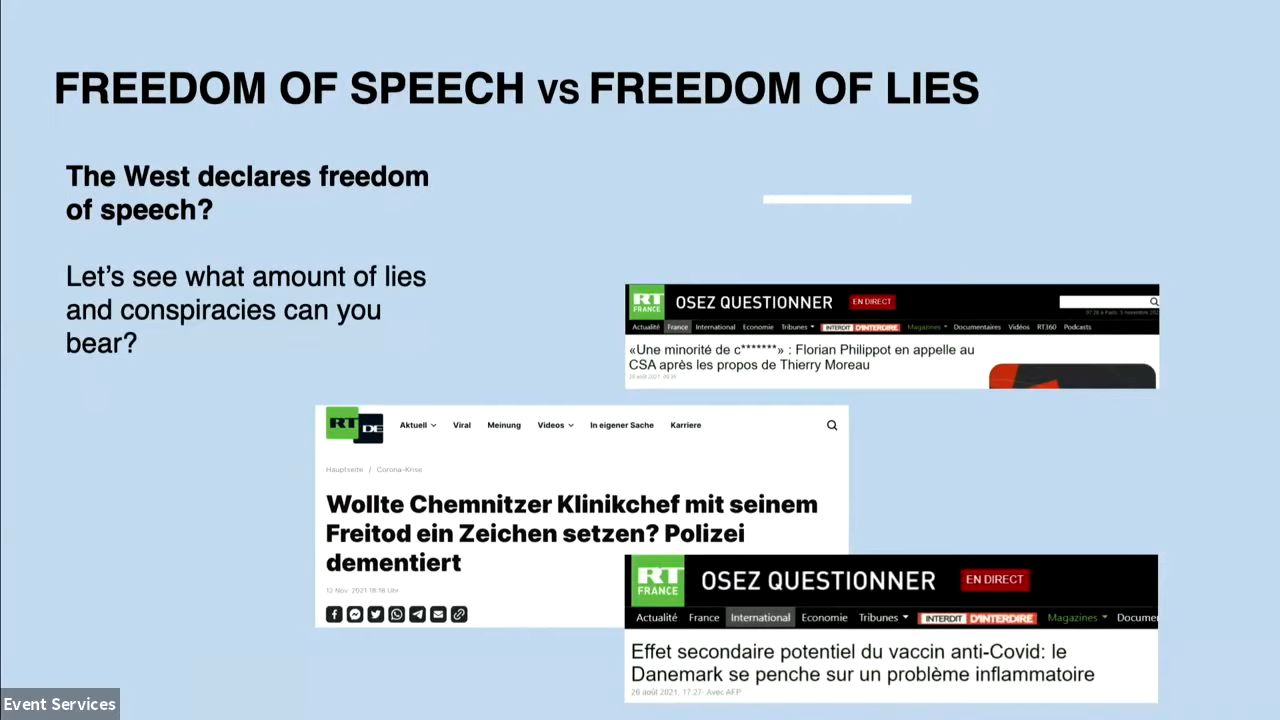 FREEDOM OF SPEECH vs FREEDOM OF LIES
The West declares freedom
of speech?
Let’s see what amount of lies
and conspiracies can you
bear?
RT
FRANCE
OSEZ QUESTIONNER
EN DIRECT
Actualité France International Economie Tribunes INTERDIT D'INTERDIRE Magazines Documentaires Vidéos RT360 Podcasts
«Une minorité de c*******» : Florian Philippot en appelle au
CSA après les propos de Thierry Moreau
RT DE
Aktuell Viral Meinung Videos In eigener Sache Karriere
Hauptseite / Corona-Krise
Wollte Chemnitzer Klinikchef mit seinem
Freitod ein Zeichen setzen? Polizei
dementiert
12 Nov. 2021 18:18 Uhr
RT
FRANCE
OSEZ QUESTIONNER
EN DIRECT
Actualité France International Economie Tribunes INTERDIT D'INTERDIRE Magazines Docume
Effet secondaire potentiel du vaccin anti-Covid: le
Danemark se penche sur un problème inflammatoire
26 août 2021, 17:27 - Avec AFP
Event Services